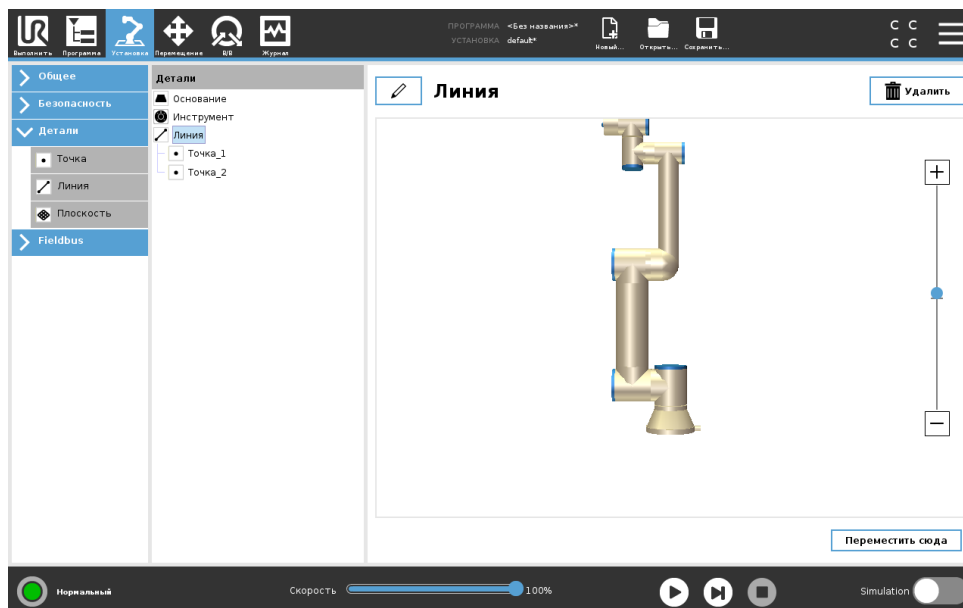 UR
Выполнить Программа Установка Перемещение В/В Журнал
ПРОГРАММА <Без названия>*
УСТАНОВКА default*
Новый... Открыть... Сохранить...
C C
C C
Общее
Безопасность
Детали
Точка
Линия
Плоскость
Fieldbus
Детали
Основание
Инструмент
Линия
Точка_1
Точка_2
Линия
Удалить
Переместить сюда
Нормальный
Скорость 100%
Simulation